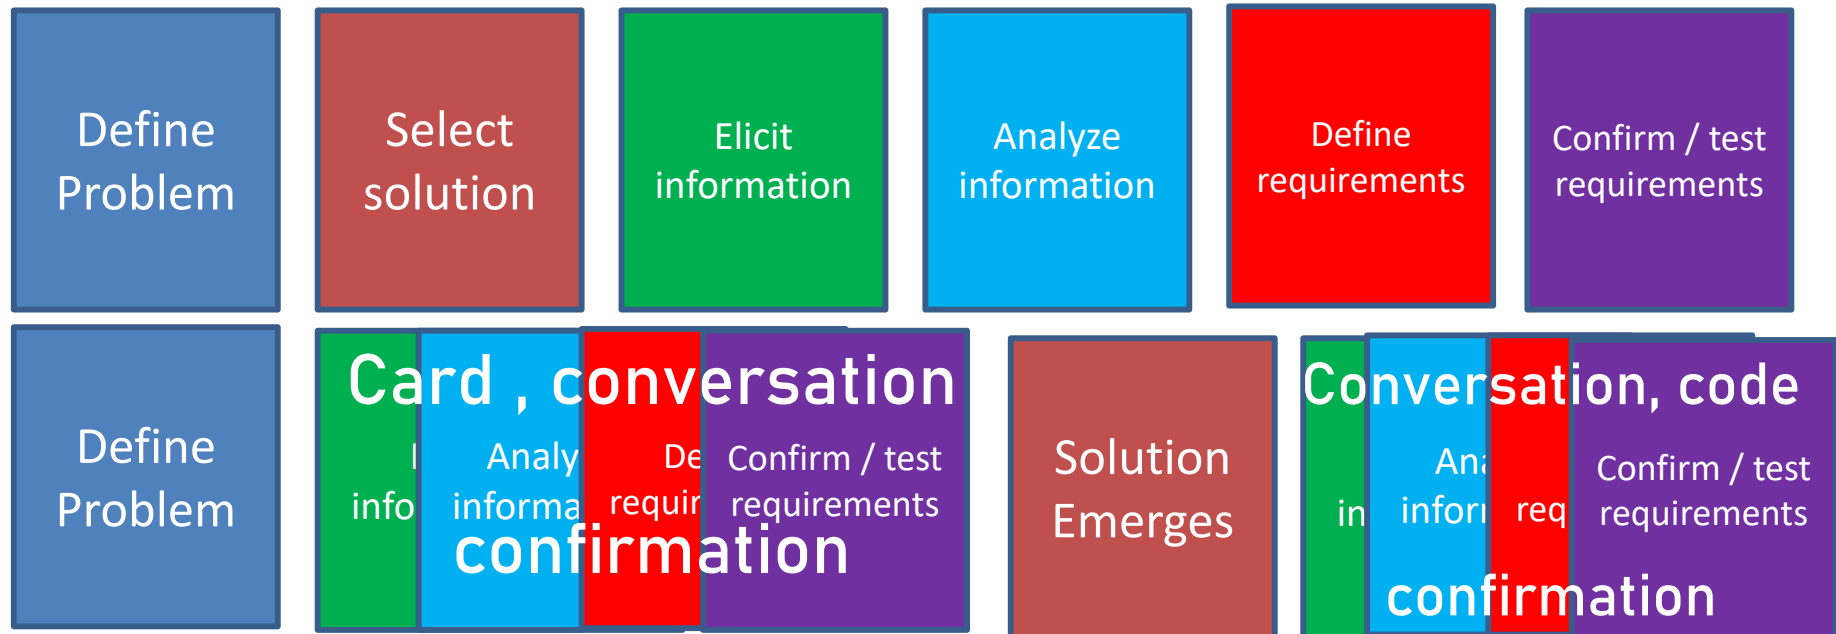 Define
Problem
Select
solution
Elicit
information
Analyze
information
Define
requirements
Confirm / test
requirements
Define
Problem
Card , conversation
Analy
De
Confirm / test
info
informa
requir
requirements
confirmation
Solution
Emerges
Conversation, code
Ana
Confirm / test
in
infor
req
requirements
confirmation